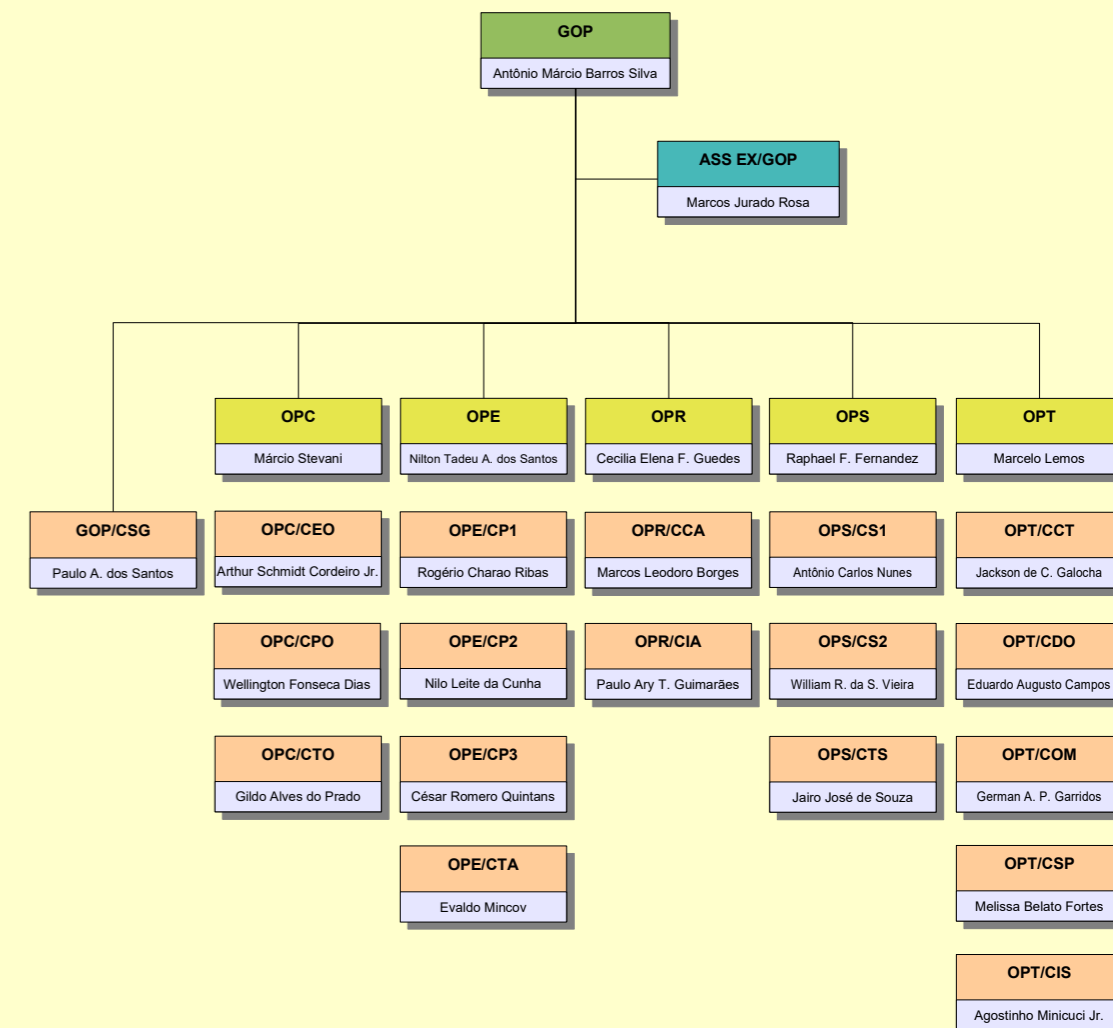 GOP
Antônio Márcio Barros Silva
ASS EX/GOP
Marcos Jurado Rosa
OPC
Márcio Stevani
OPE
Nilton Tadeu A. dos Santos
OPR
Cecilia Elena F. Guedes
OPS
Raphael F. Fernandez
OPT
Marcelo Lemos
GOP/CSG
Paulo A. dos Santos
OPC/CEO
Arthur Schmidt Cordeiro Jr.
OPE/CP1
Rogério Charao Ribas
OPR/CCA
Marcos Leodoro Borges
OPS/CS1
Antônio Carlos Nunes
OPT/CCT
Jackson de C. Galocha
OPC/CPO
Wellington Fonseca Dias
OPE/CP2
Nilo Leite da Cunha
OPR/CIA
Paulo Ary T. Guimarães
OPS/CS2
William R. da S. Vieira
OPT/CDO
Eduardo Augusto Campos
OPC/CTO
Gildo Alves do Prado
OPE/CP3
César Romero Quintans
OPS/CTS
Jairo José de Souza
OPT/COM
German A. P. Garridos
OPE/CTA
Evaldo Mincov
OPT/CSP
Melissa Belato Fortes
OPT/CIS
Agostinho Minicuci Jr.